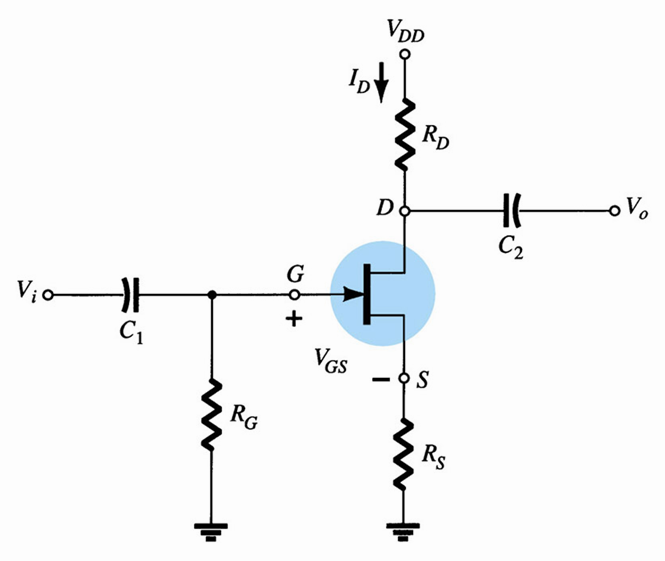 V_DD
I_D
R_D
D
V_o
C_2
G
V_i
C_1
+
V_GS
−
S
R_G
R_S